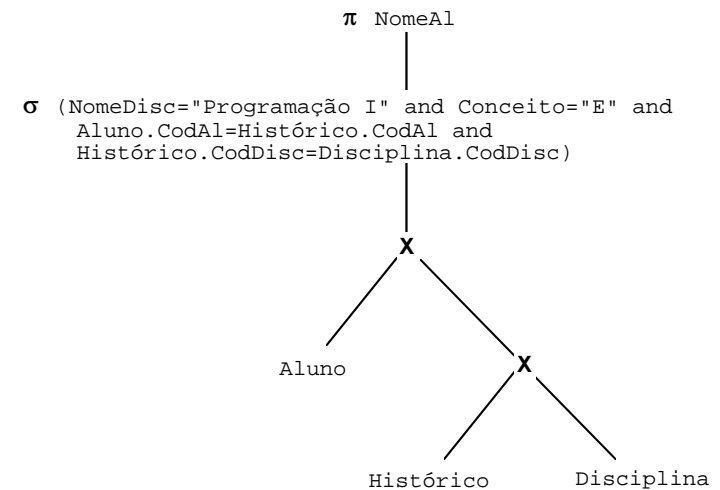 π NomeAl
σ (NomeDisc="Programação I" and Conceito="E" and
Aluno.CodAl=Histórico.CodAl and
Histórico.CodDisc=Disciplina.CodDisc)
X
Aluno
X
Histórico Disciplina